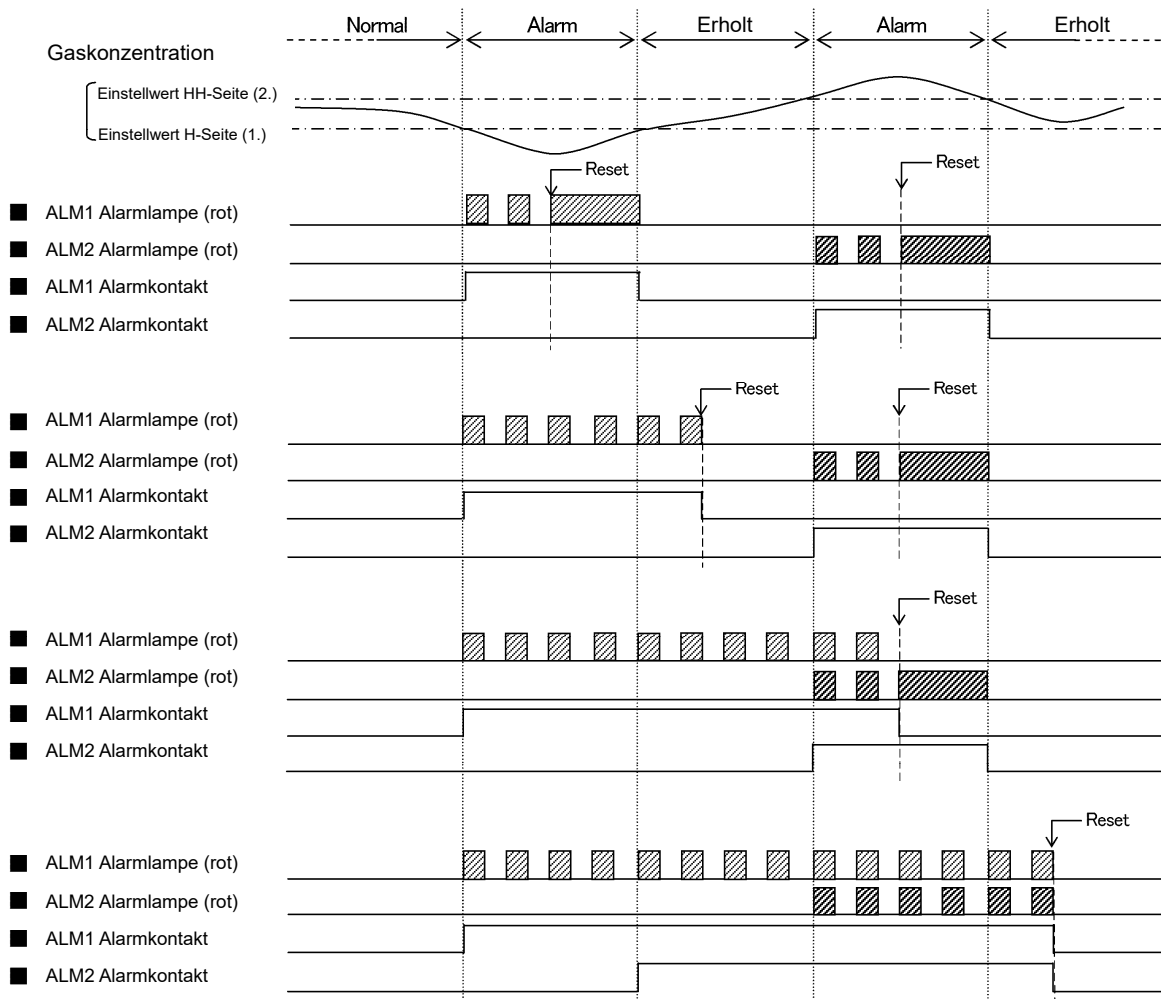 Normal Alarm Erholt Alarm Erholt
Gaskonzentration
Einstellwert HH-Seite (2.)
Einstellwert H-Seite (1.)
Reset Reset
ALM1 Alarmlampe (rot)
ALM2 Alarmlampe (rot)
ALM1 Alarmkontakt
ALM2 Alarmkontakt
Reset Reset
ALM1 Alarmlampe (rot)
ALM2 Alarmlampe (rot)
ALM1 Alarmkontakt
ALM2 Alarmkontakt
Reset
ALM1 Alarmlampe (rot)
ALM2 Alarmlampe (rot)
ALM1 Alarmkontakt
ALM2 Alarmkontakt
Reset
ALM1 Alarmlampe (rot)
ALM2 Alarmlampe (rot)
ALM1 Alarmkontakt
ALM2 Alarmkontakt